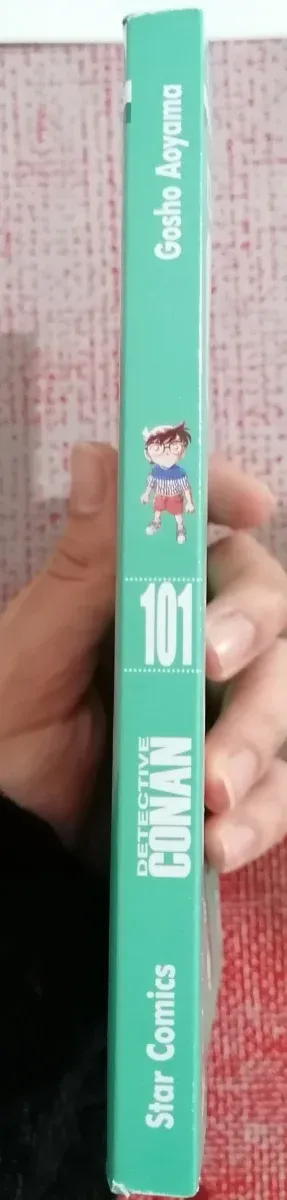 Gosho Aoyama
101
DETECTIVE
CONAN
Star Comics